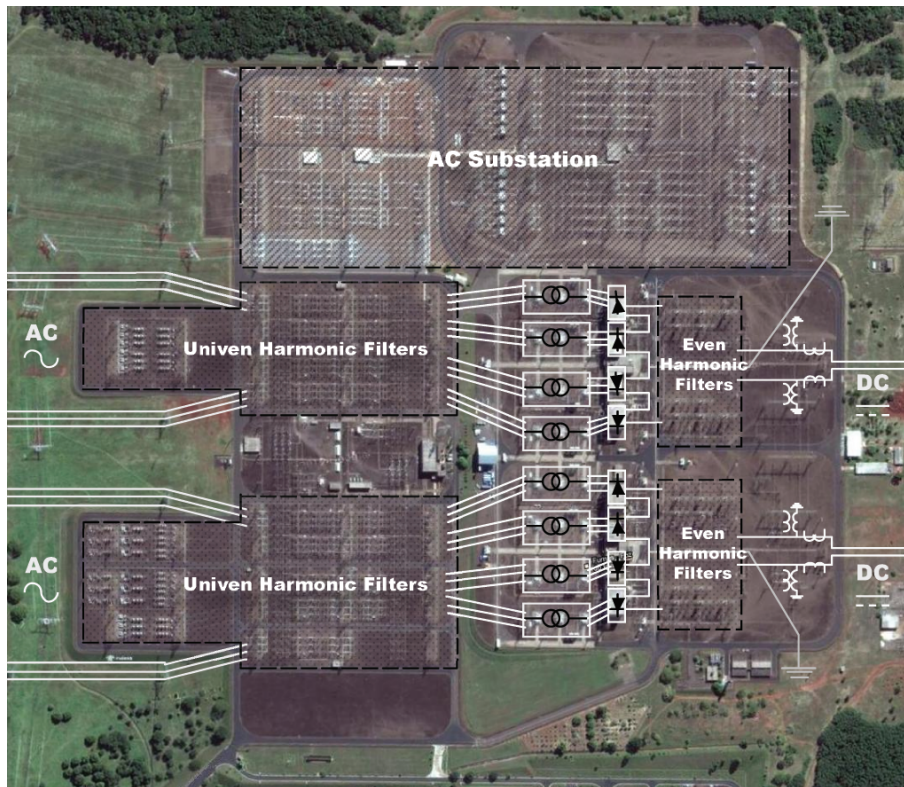 AC Substation
AC
Univen Harmonic Filters
Even
Harmonic
Filters
DC
AC
Univen Harmonic Filters
Even
Harmonic
Filters
DC